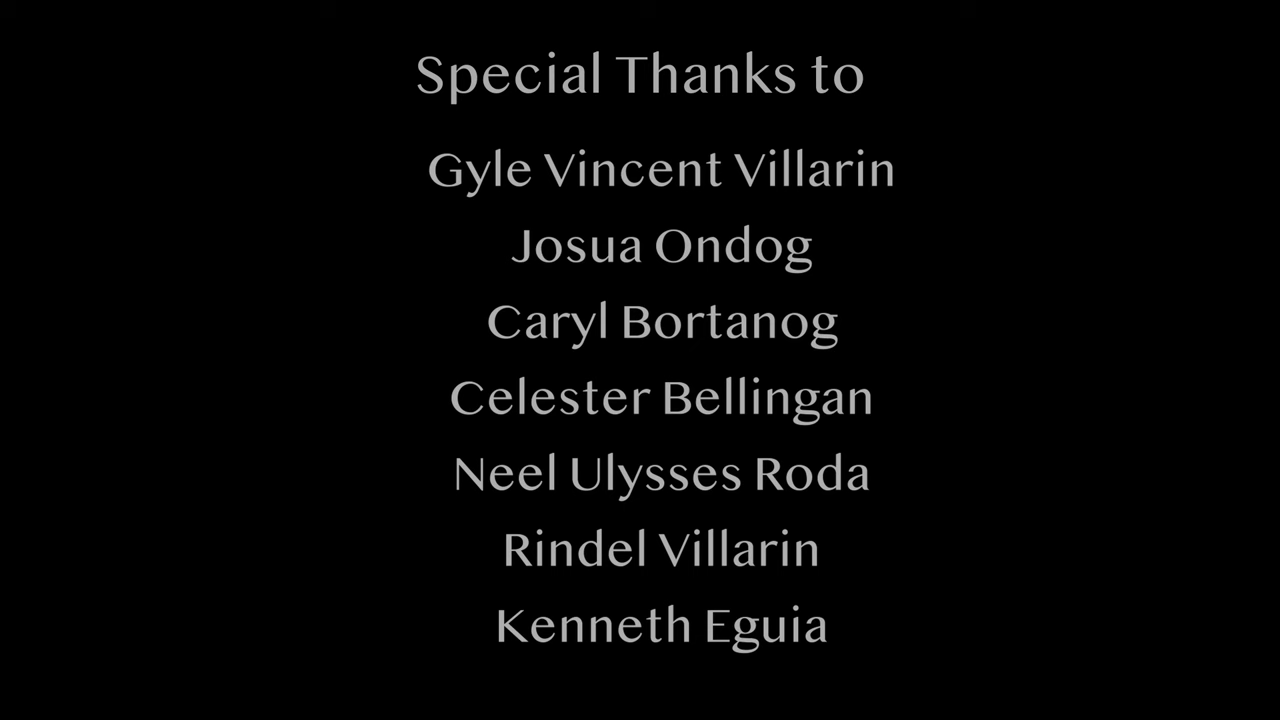 Special Thanks to
Gyle Vincent Villarin
Josua Ondog
Caryl Bortanog
Celester Bellingan
Neel Ulysses Roda
Rindel Villarin
Kenneth Eguia